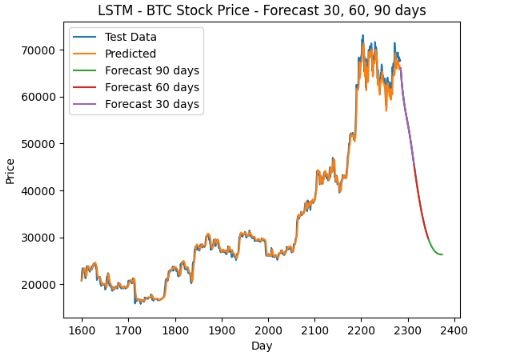 LSTM - BTC Stock Price - Forecast 30, 60, 90 days
Test Data
Predicted
Forecast 90 days
Forecast 60 days
Forecast 30 days
70000
60000
50000
40000
30000
20000
Price
1600
1700
1800
1900
2000
2100
2200
2300
2400
Day